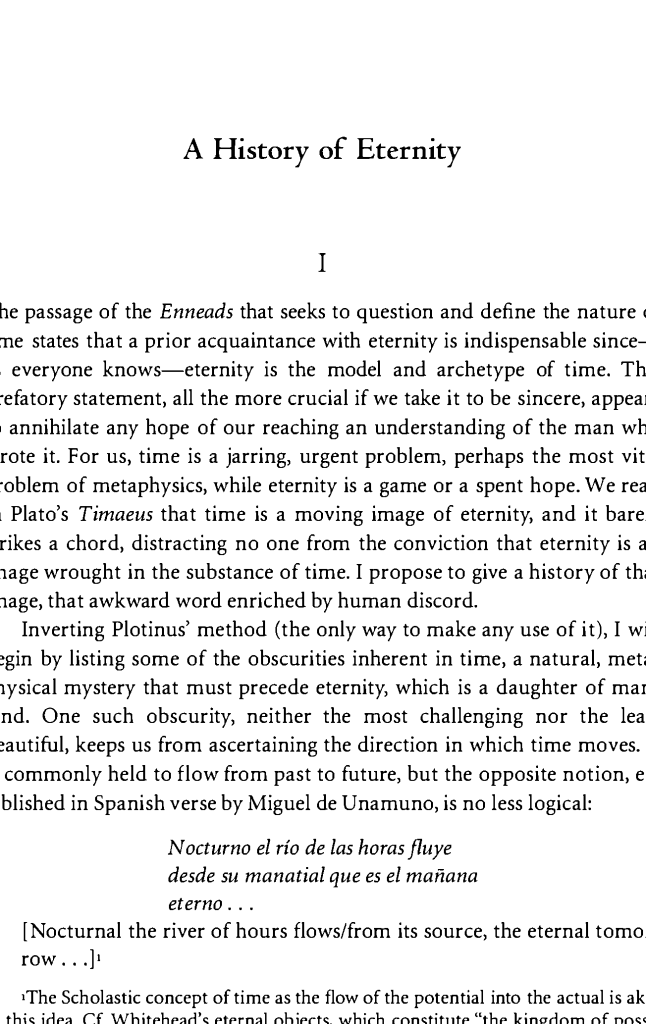 A History of Eternity
I
he passage of the Enneads that seeks to question and define the nature
me states that a prior acquaintance with eternity is indispensable since—
everyone knows—eternity is the model and archetype of time. Th
refatory statement, all the more crucial if we take it to be sincere, appea
annihilate any hope of our reaching an understanding of the man wh
rote it. For us, time is a jarring, urgent problem, perhaps the most vit
roblem of metaphysics, while eternity is a game or a spent hope. We rea
Plato's Timaeus that time is a moving image of eternity, and it bare
rikes a chord, distracting no one from the conviction that eternity is a
nage wrought in the substance of time. I propose to give a history of tha
nage, that awkward word enriched by human discord.
Inverting Plotinus' method (the only way to make any use of it), I wi
egin by listing some of the obscurities inherent in time, a natural, meta
hysical mystery that must precede eternity, which is a daughter of man
nd. One such obscurity, neither the most challenging nor the lea
eautiful, keeps us from ascertaining the direction in which time moves.
commonly held to flow from past to future, but the opposite notion, e
blished in Spanish verse by Miguel de Unamuno, is no less logical:
Nocturno el río de las horas fluye
desde su manatial que es el mañana
eterno . . .
[Nocturnal the river of hours flows/from its source, the eternal tomo
row . . .]¹
¹The Scholastic concept of time as the flow of the potential into the actual is ak
this idea. Cf. Whitehead's eternal objects, which constitute "the kingdom of poss